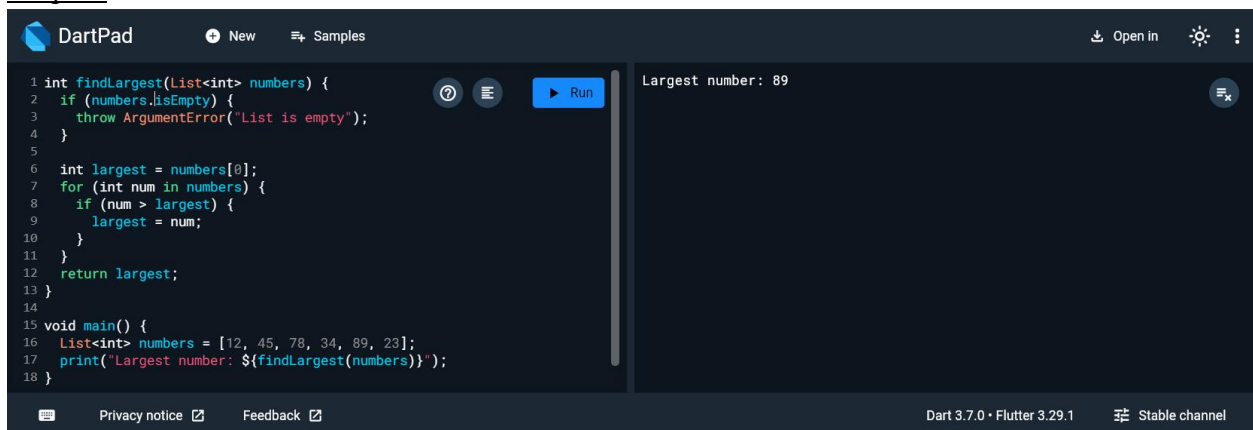 DartPad
New
Samples
Open in
1 int findLargest(List<int> numbers) {
2   if (numbers.isEmpty) {
3     throw ArgumentError("List is empty");
4   }
5
6   int largest = numbers[0];
7   for (int num in numbers) {
8     if (num > largest) {
9       largest = num;
10     }
11   }
12   return largest;
13 }
14
15 void main() {
16   List<int> numbers = [12, 45, 78, 34, 89, 23];
17   print("Largest number: ${findLargest(numbers)}");
18 }
Run
Largest number: 89
Privacy notice
Feedback
Dart 3.7.0 • Flutter 3.29.1
Stable channel